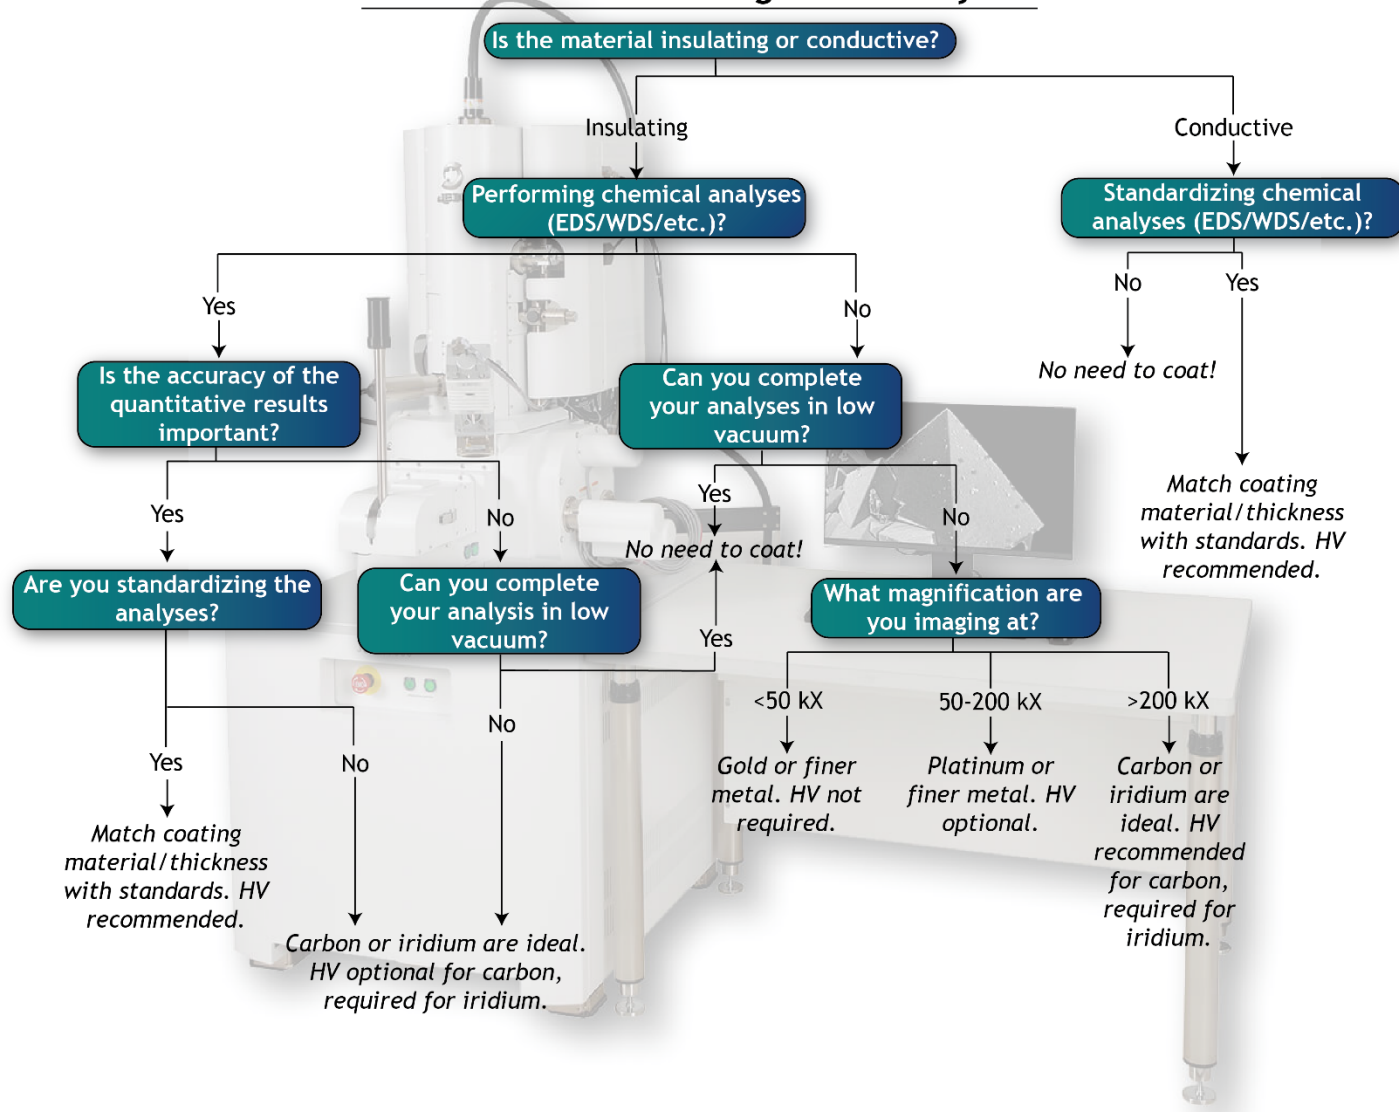 Is the material insulating or conductive?
Insulating
Conductive
Performing chemical analyses
(EDS/WDS/etc.)?
Standardizing chemical
analyses (EDS/WDS/etc.)?
Yes
No
No
Yes
No need to coat!
Match coating
material/thickness
with standards. HV
recommended.
Is the accuracy of the
quantitative results
important?
Can you complete
your analyses in low
vacuum?
Yes
No
Yes
No
No need to coat!
Are you standardizing the
analyses?
Can you complete
your analysis in low
vacuum?
Yes
What magnification are
you imaging at?
Yes
No
No
<50 kX
50-200 kX
>200 kX
Match coating
material/thickness
with standards. HV
recommended.
Carbon or iridium are ideal.
HV optional for carbon,
required for iridium.
Gold or finer
metal. HV not
required.
Platinum or
finer metal. HV
optional.
Carbon or
iridium are
ideal. HV
recommended
for carbon,
required for
iridium.